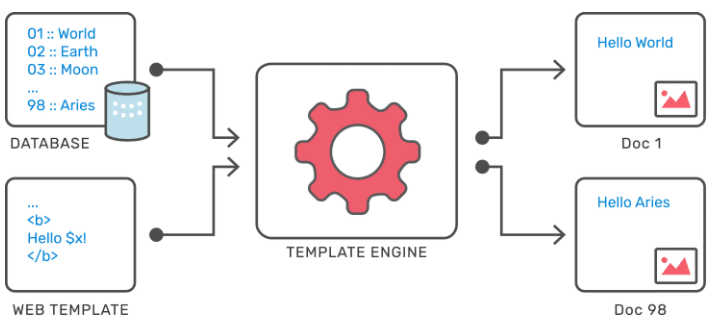 01 :: World
02 :: Earth
03 :: Moon
...
98 :: Aries
DATABASE
...
<b>
Hello $x!
</b>
WEB TEMPLATE
TEMPLATE ENGINE
Hello World
Doc 1
Hello Aries
Doc 98